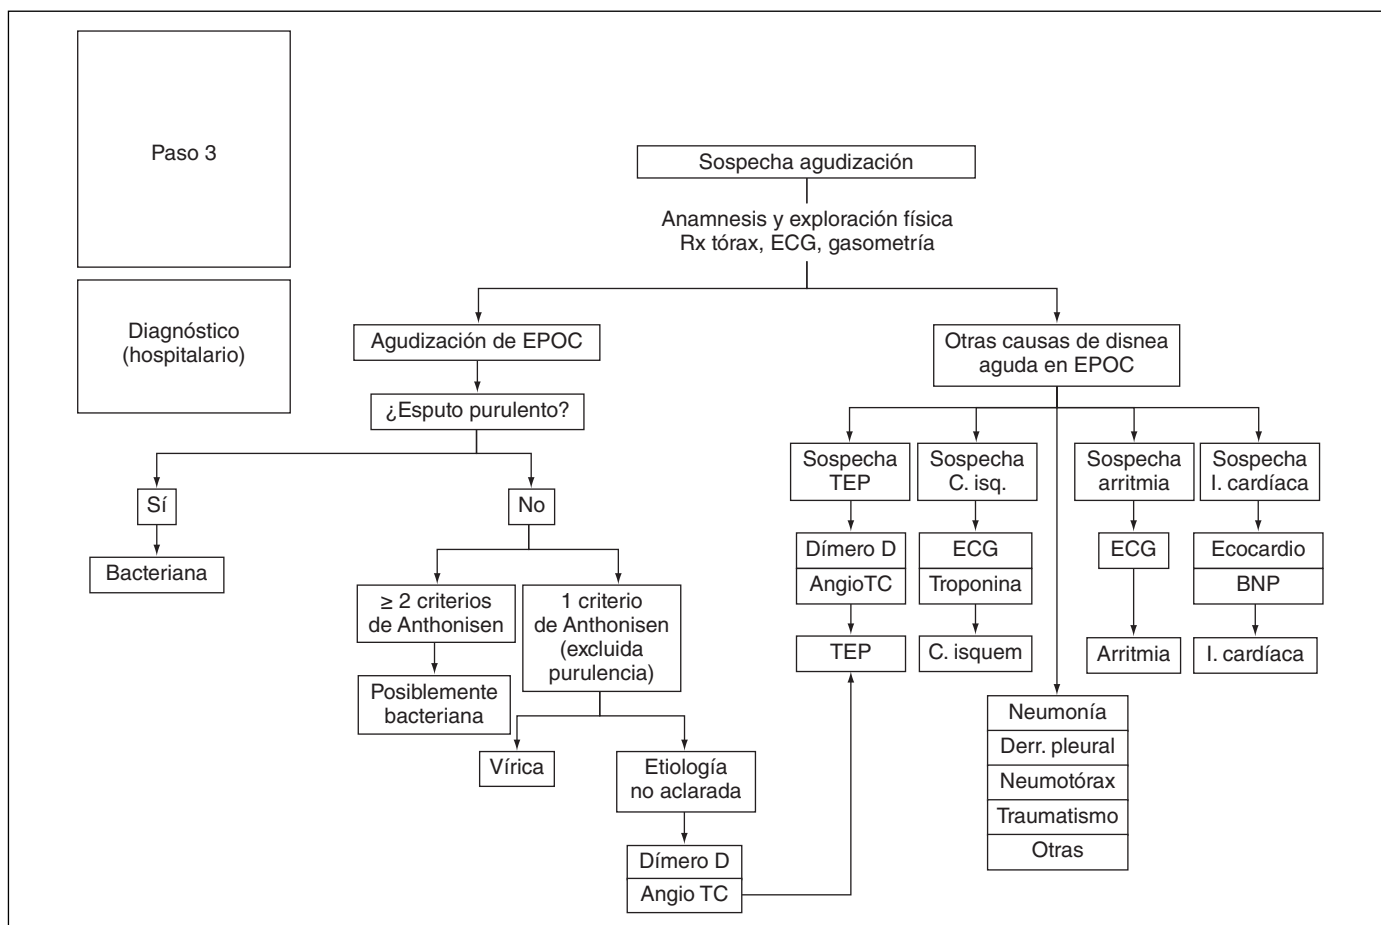 Paso 3
Diagnóstico
(hospitalario)
Sospecha agudización
Anamnesis y exploración física
Rx tórax, ECG, gasometría
Agudización de EPOC
Otras causas de disnea
aguda en EPOC
¿Esputo purulento?
Sí
No
Bacteriana
≥ 2 criterios
de Anthonisen
1 criterio
de Anthonisen
(excluida
purulencia)
Posiblemente
bacteriana
Vírica
Etiología
no aclarada
Dímero D
Angio TC
Sospecha
TEP
Sospecha
C. isq.
Sospecha
arritmia
Sospecha
I. cardíaca
Dímero D
AngioTC
ECG
Troponina
ECG
Ecocardio
BNP
TEP
C. isquem
Arritmia
I. cardíaca
Neumonía
Derr. pleural
Neumotórax
Traumatismo
Otras